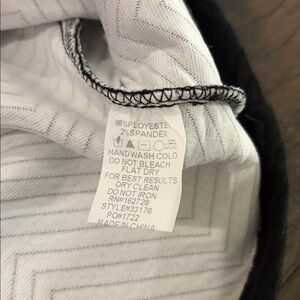 98%PLOYESTE
2%SPANDEX
HANDWASH COLD
DO NOT BLEACH
FLAT DRY
FOR BEST RESULTS
DRY CLEAN
DO NOT IRON
RN#162728
STYLE#33176
PO#1722
MADE IN CHINA